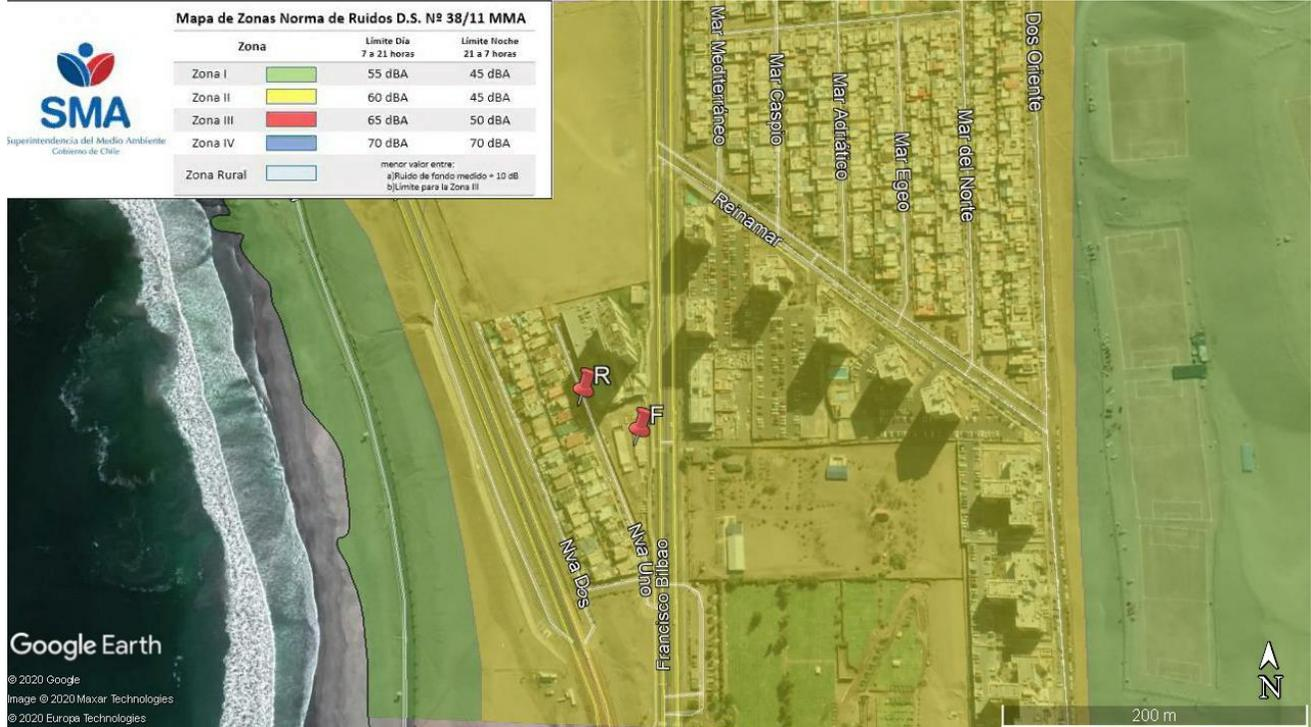 Mapa de Zonas Norma de Ruidos D.S. Nº 38/11 MMA
Zona
Límite Día
7 a 21 horas
Límite Noche
21 a 7 horas
Zona I 55 dBA 45 dBA
Zona II 60 dBA 45 dBA
Zona III 65 dBA 50 dBA
Zona IV 70 dBA 70 dBA
Zona Rural
menor valor entre:
a)Ruido de fondo medido + 10 dB
b)Límite para la Zona III
SMA
Superintendencia del Medio Ambiente
Gobierno de Chile
Mar Mediterráneo
Mar Caspio
Mar Adriático
Mar Egeo
Mar del Norte
Dos Oriente
Reinamar
R
F
Nva Dos
Nva Uno
Francisco Bilbao
Google Earth
© 2020 Google
Image © 2020 Maxar Technologies
© 2020 Europa Technologies
N
200 m